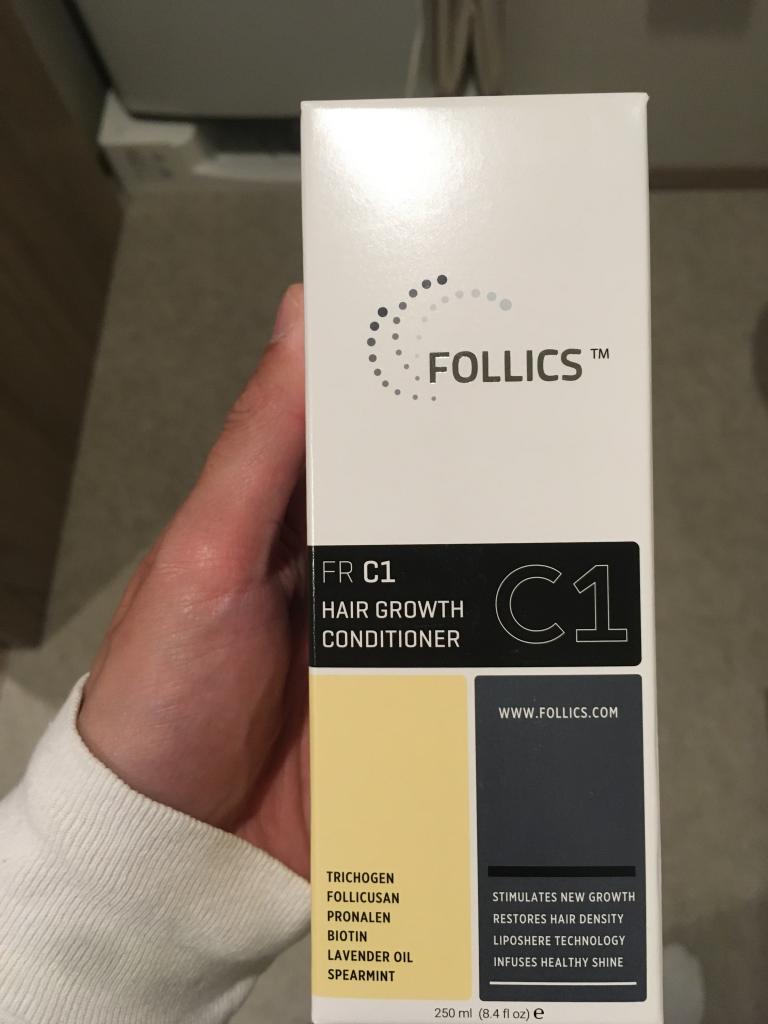 FOLLICS™
FR C1
HAIR GROWTH
CONDITIONER
C1
TRICHOGEN
FOLLICUSAN
PRONALEN
BIOTIN
LAVENDER OIL
SPEARMINT
WWW.FOLLICS.COM
STIMULATES NEW GROWTH
RESTORES HAIR DENSITY
LIPOSHERE TECHNOLOGY
INFUSES HEALTHY SHINE
250 ml (8.4 fl oz) ℮